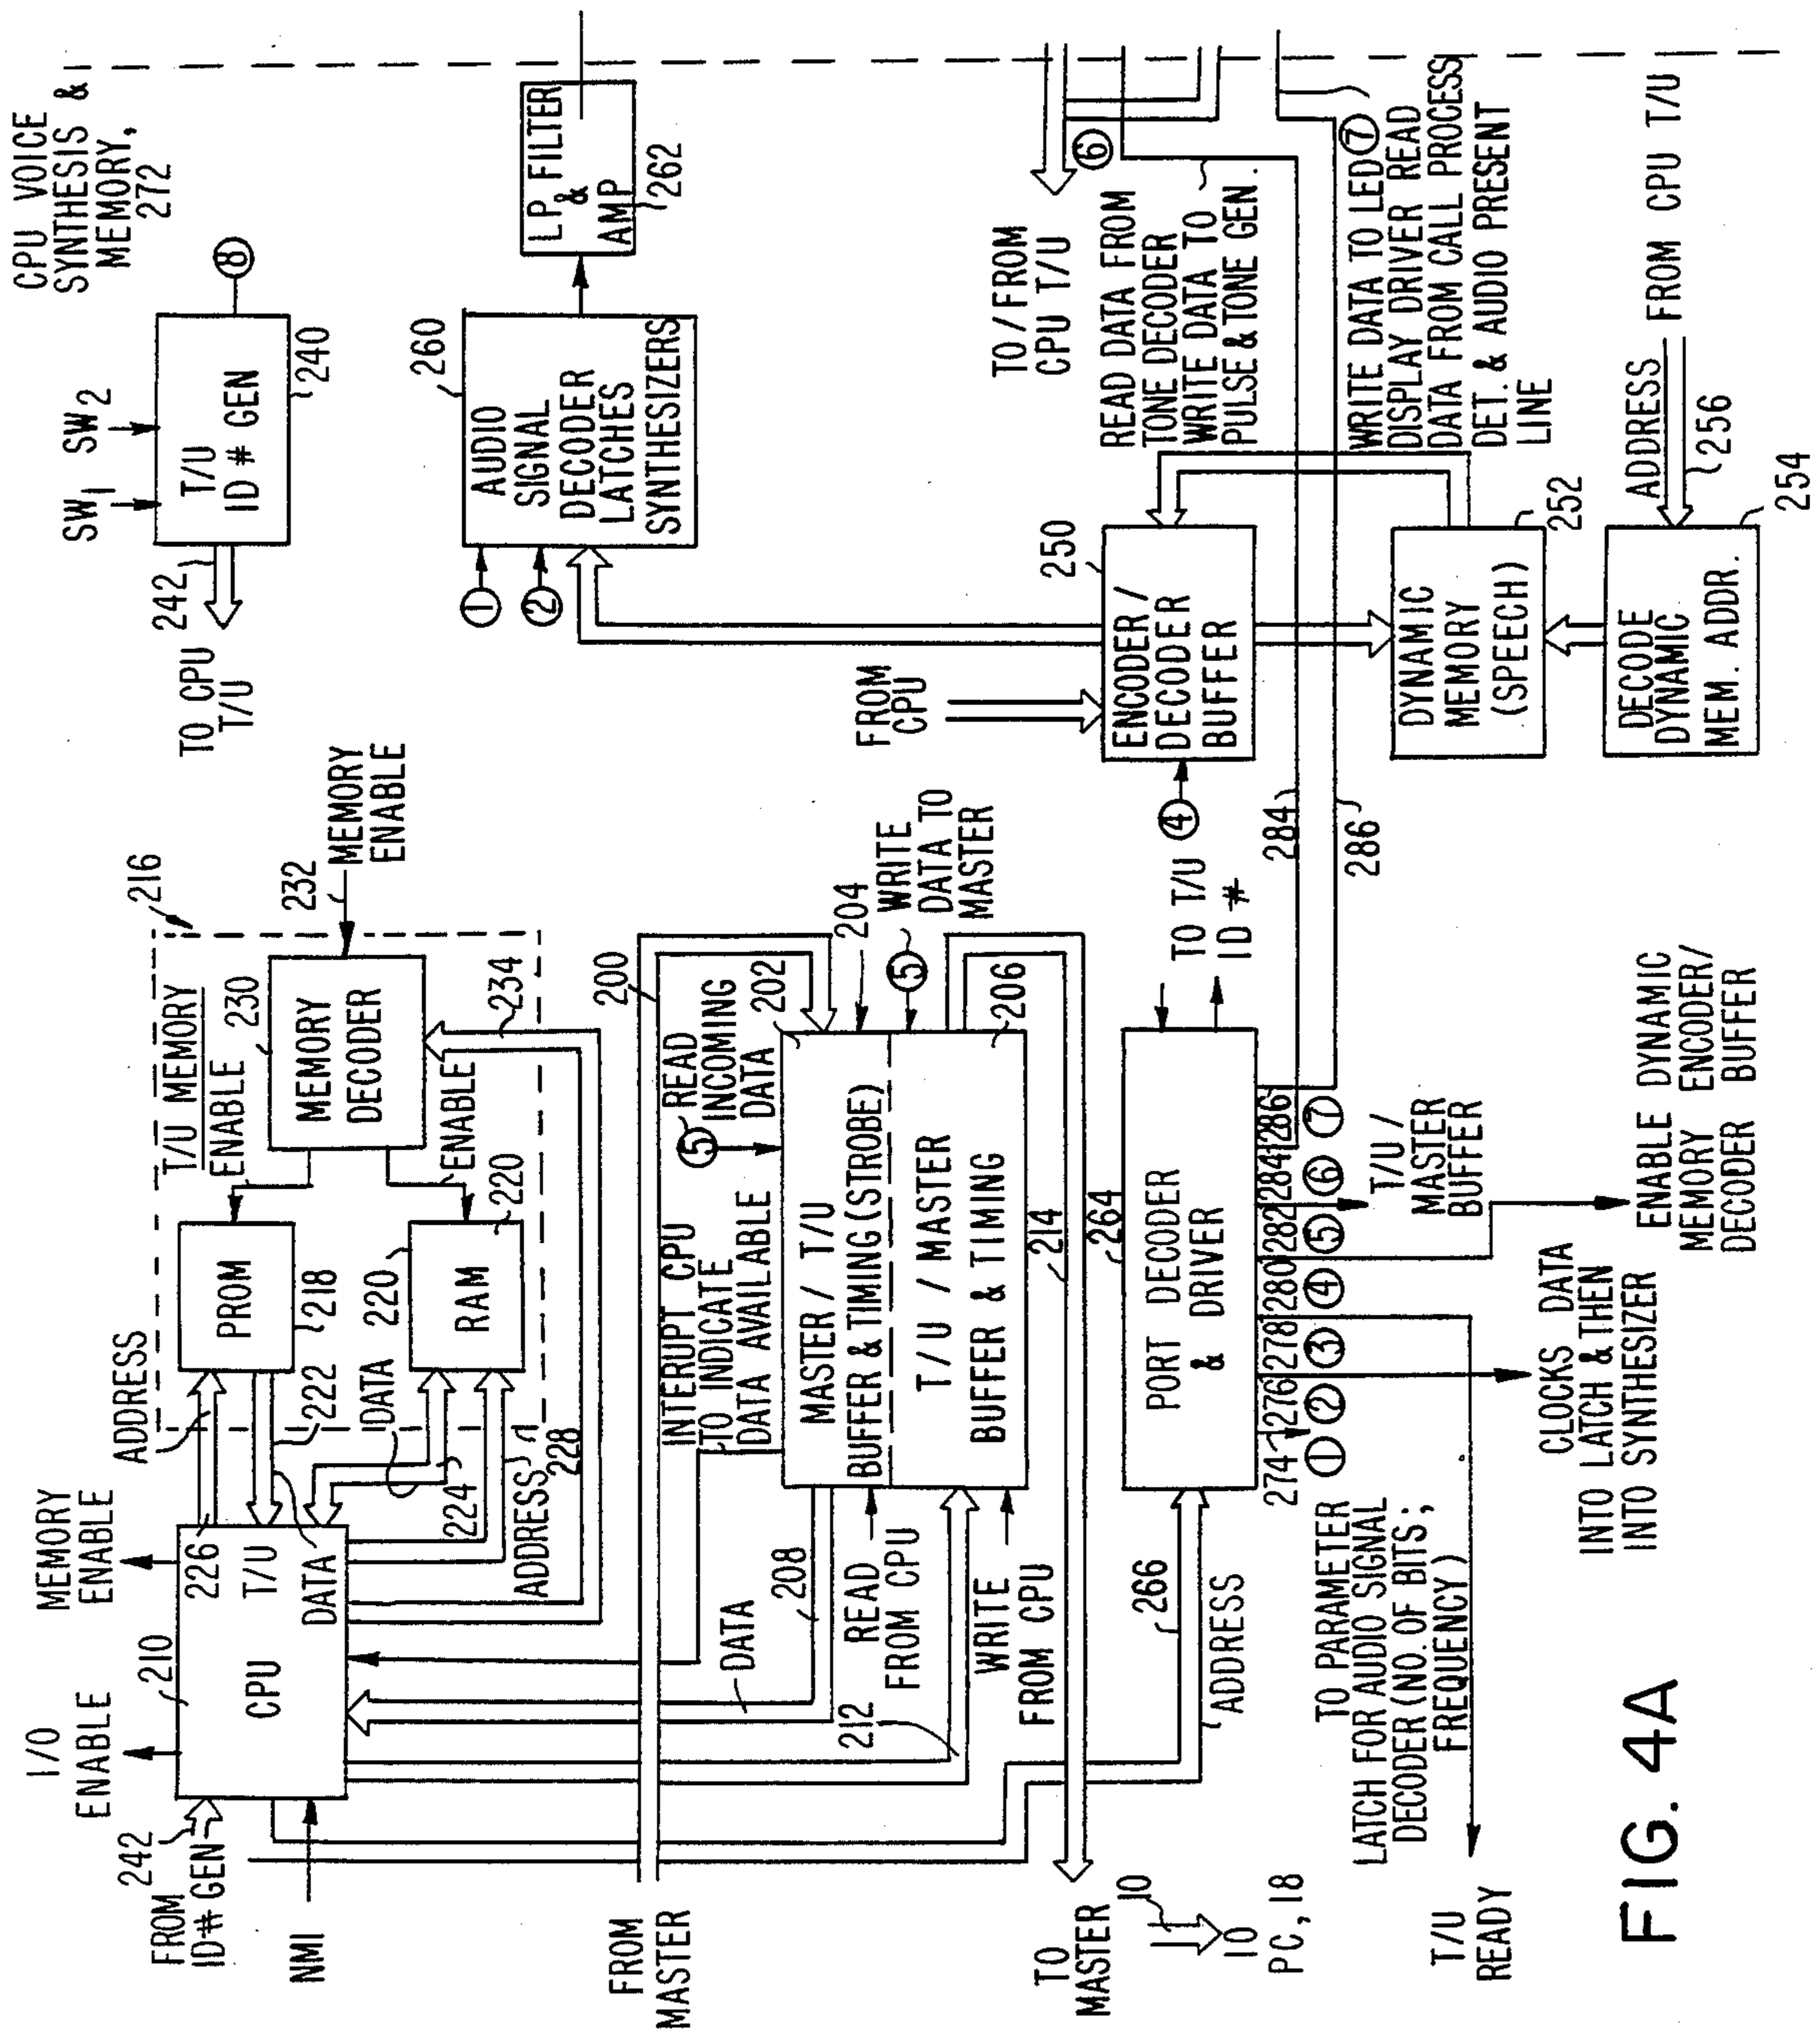 CPU VOICE
SYNTHESIS &
MEMORY,
272
I/O
ENABLE
MEMORY
ENABLE
210
242
FROM
ID# GEN
NMI
CPU
226
T/U
DATA
ADDRESS
222
DATA
224
ADDRESS
228
T/U MEMORY
216
PROM
218
ENABLE
220
RAM
220
ENABLE
230
MEMORY
DECODER
234
232
MEMORY
ENABLE
SW1
SW2
T/U
ID # GEN
240
8
242
TO CPU
T/U
260
AUDIO
SIGNAL
DECODER
LATCHES
SYNTHESIZERS
1
2
LP FILTER
&
AMP
262
FROM
MASTER
200
INTERRUPT CPU
TO INDICATE
DATA AVAILABLE
5
READ
INCOMING
DATA
202
204
5
WRITE
DATA TO
MASTER
206
MASTER / T/U
BUFFER & TIMING (STROBE)
T/U / MASTER
BUFFER & TIMING
DATA
208
READ
FROM CPU
212
WRITE
FROM CPU
214
TO
MASTER
10
10
PC, 18
FROM
CPU
250
ENCODER /
DECODER
BUFFER
4
TO / FROM
CPU T/U
6
READ DATA FROM
TONE DECODER
WRITE DATA TO
PULSE & TONE GEN.
7
WRITE DATA TO LED
DISPLAY DRIVER READ
DATA FROM CALL PROCESS
DET. & AUDIO PRESENT
LINE
DYNAMIC
MEMORY
(SPEECH)
252
DECODE
DYNAMIC
MEM. ADDR.
254
ADDRESS
256
FROM CPU T/U
264
266
ADDRESS
PORT DECODER
& DRIVER
TO T/U
ID #
284
286
274 276 278 280 282 284 286
1 2 3 4 5 6 7
TO PARAMETER
LATCH FOR AUDIO SIGNAL
DECODER (NO. OF BITS;
FREQUENCY)
T/U
READY
CLOCKS DATA
INTO LATCH & THEN
INTO SYNTHESIZER
T/U /
MASTER
BUFFER
ENABLE DYNAMIC
MEMORY ENCODER/
DECODER BUFFER
FIG. 4A